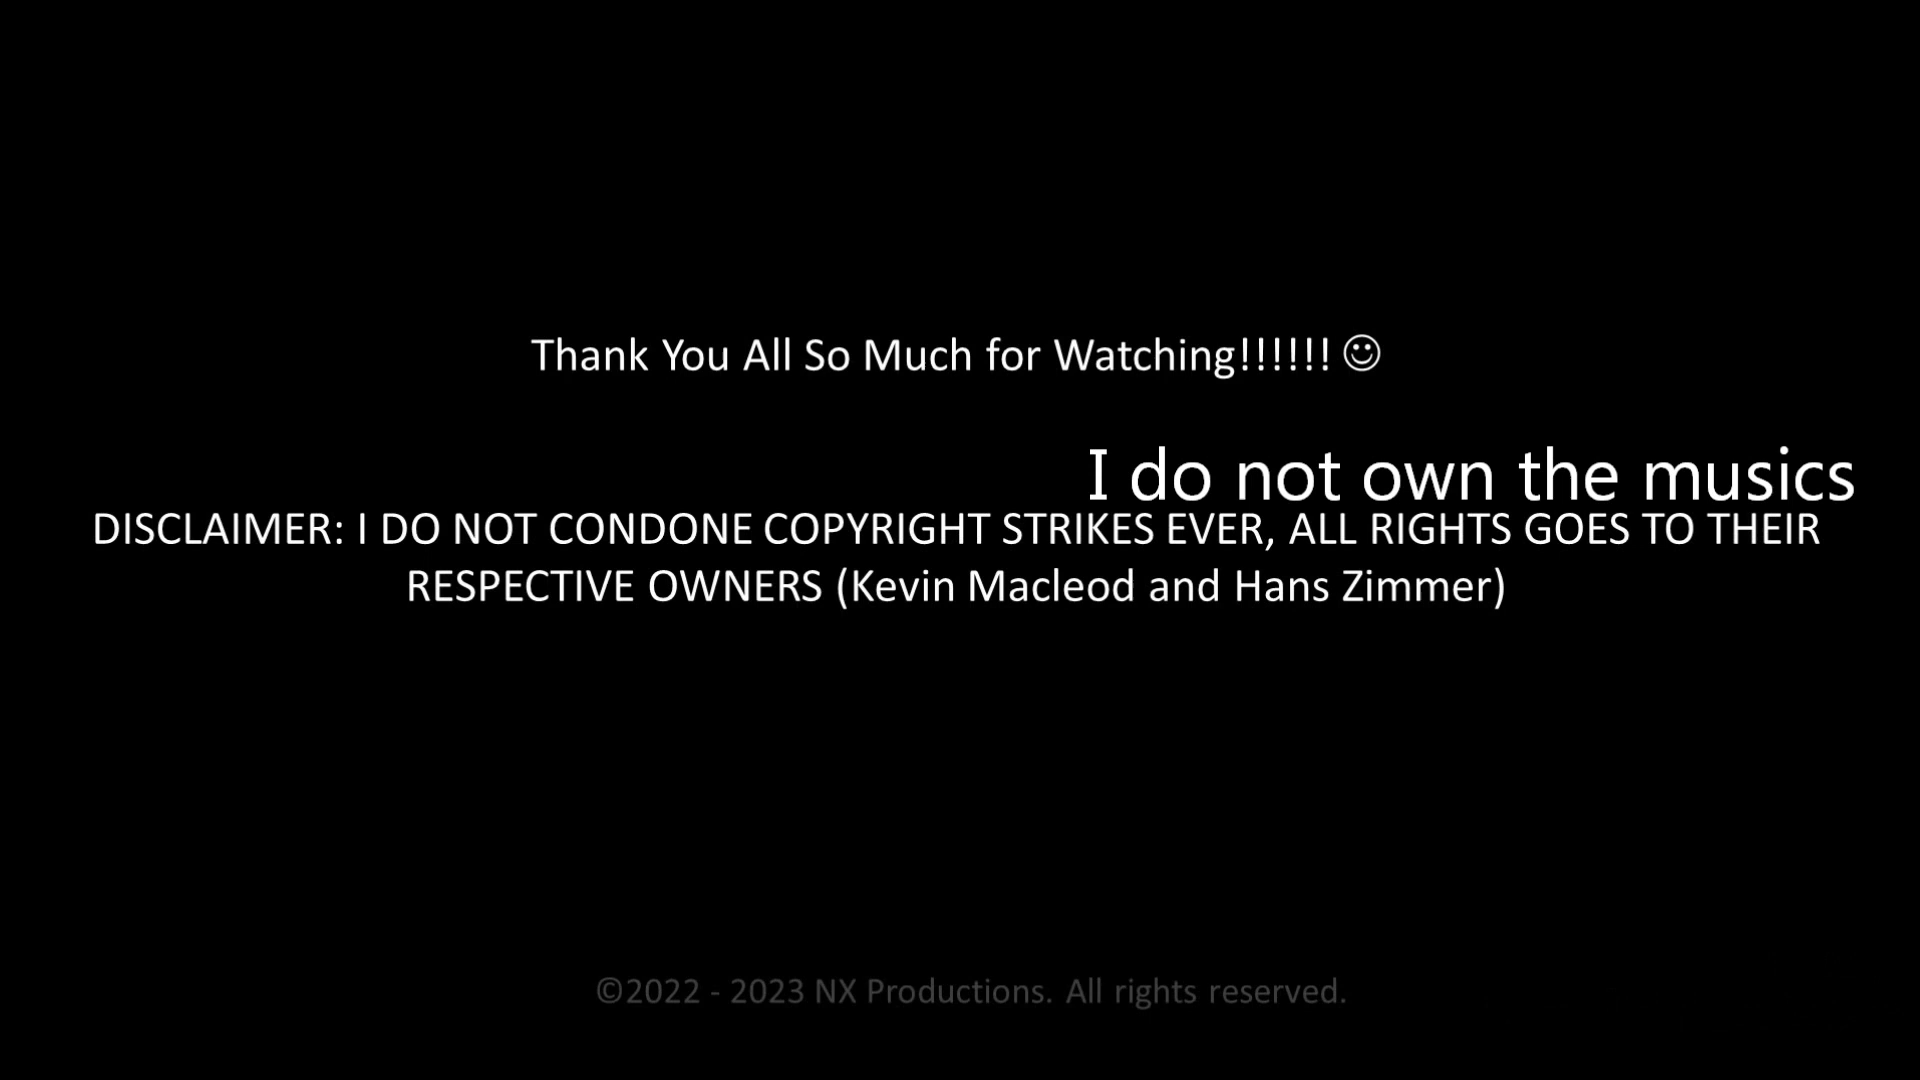 Thank You All So Much for Watching!!!!!! ☺
I do not own the musics
DISCLAIMER: I DO NOT CONDONE COPYRIGHT STRIKES EVER, ALL RIGHTS GOES TO THEIR
RESPECTIVE OWNERS (Kevin Macleod and Hans Zimmer)
©2022 - 2023 NX Productions. All rights reserved.